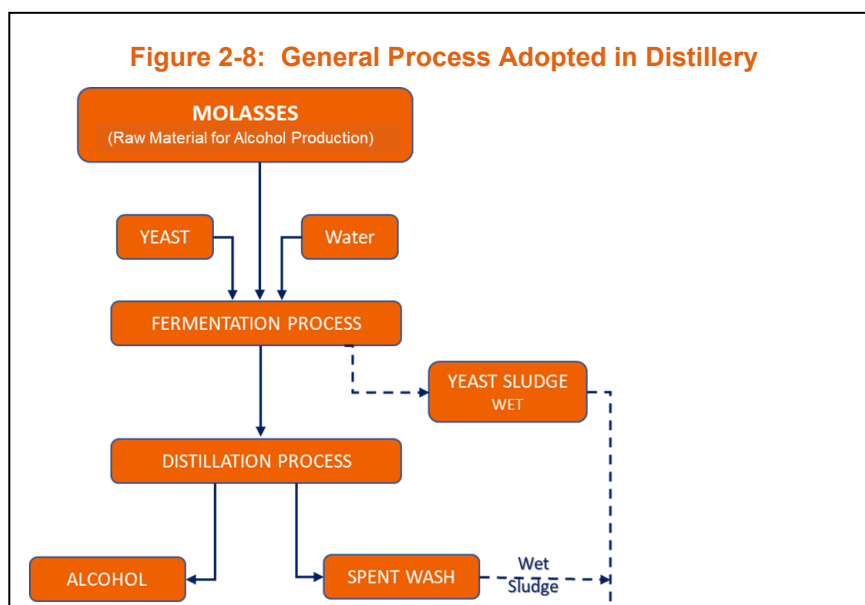 Figure 2-8: General Process Adopted in Distillery
MOLASSES
(Raw Material for Alcohol Production)
YEAST
Water
FERMENTATION PROCESS
YEAST SLUDGE
WET
DISTILLATION PROCESS
ALCOHOL
SPENT WASH
Wet
Sludge